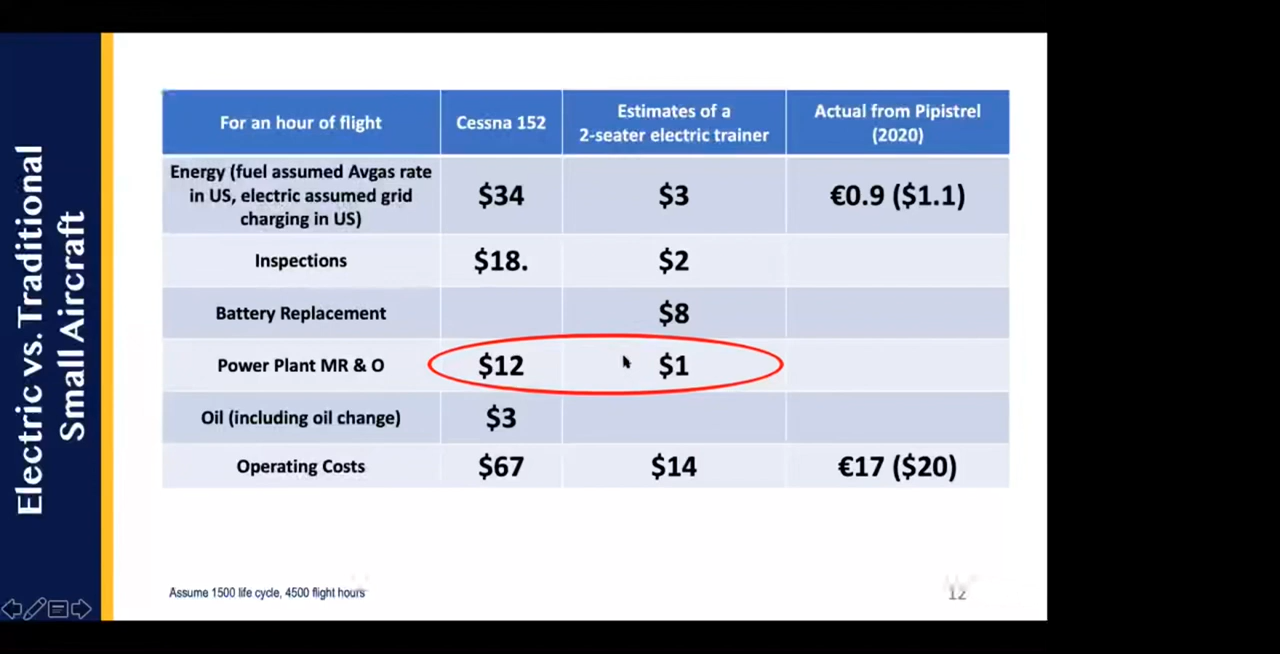 Electric vs. Traditional
Small Aircraft
For an hour of flight
Cessna 152
Estimates of a
2-seater electric trainer
Actual from Pipistrel
(2020)
Energy (fuel assumed Avgas rate
in US, electric assumed grid
charging in US)
$34
$3
€0.9 ($1.1)
Inspections
$18.
$2
Battery Replacement
$8
Power Plant MR & O
$12
$1
Oil (including oil change)
$3
Operating Costs
$67
$14
€17 ($20)
Assume 1500 life cycle, 4500 flight hours
12